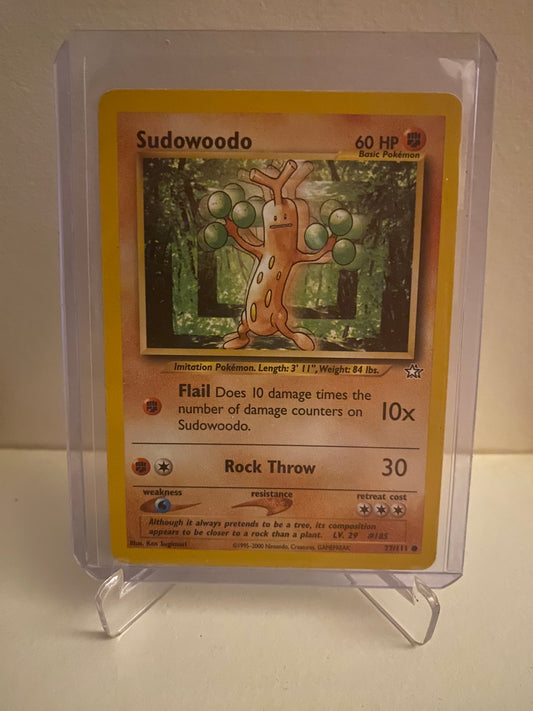 Sudowoodo
60 HP
Basic Pokémon
Imitation Pokémon. Length: 3' 11", Weight: 84 lbs.
Flail Does 10 damage times the
number of damage counters on
Sudowoodo.
10x
Rock Throw 30
weakness resistance retreat cost
Although it always pretends to be a tree, its composition
appears to be closer to a rock than a plant. LV. 29 #185
Illus. Ken Sugimori
©1995-2000 Nintendo, Creatures, GAMEFREAK.
77/111